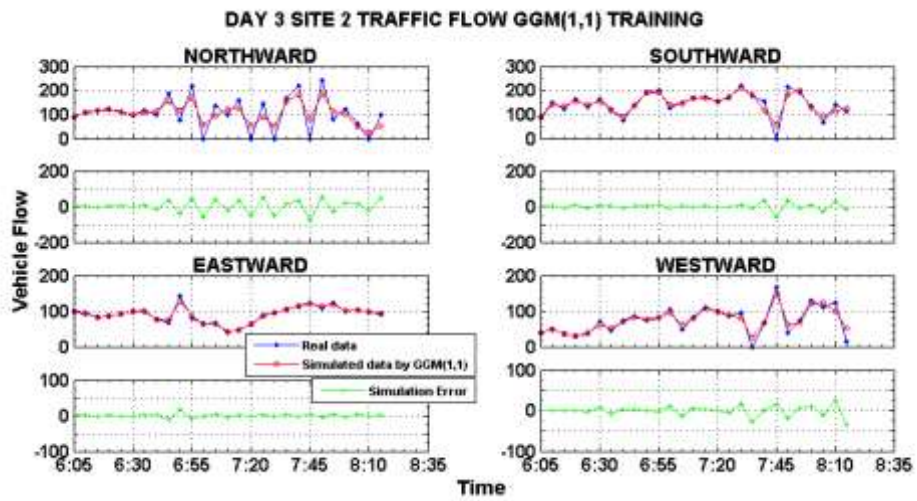 DAY 3 SITE 2 TRAFFIC FLOW GGM(1,1) TRAINING
NORTHWARD
SOUTHWARD
300
200
100
0
300
200
100
0
200
0
-200
200
0
-200
Vehicle Flow
EASTWARD
WESTWARD
200
100
0
200
100
0
Real data
Simulated data by GGM(1,1)
Simulation Error
100
0
-100
100
0
-100
6:05 6:30 6:55 7:20 7:45 8:10 8:35
6:05 6:30 6:55 7:20 7:45 8:10 8:35
Time